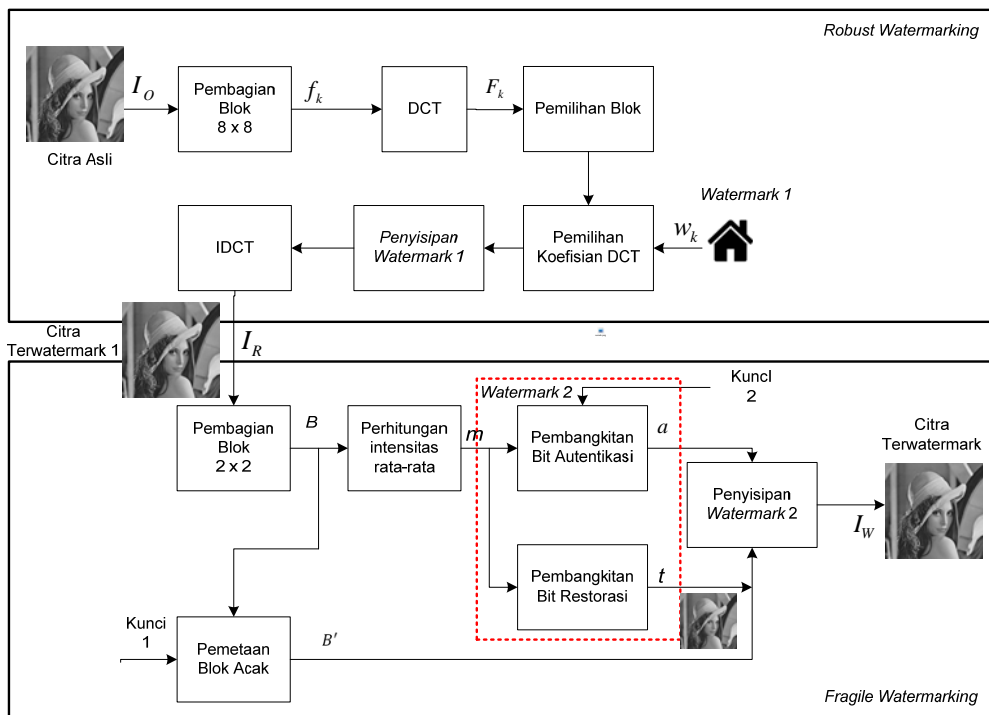 Robust Watermarking
I_O
Pembagian
Blok
8 x 8
f_k
DCT
F_k
Pemilihan Blok
Citra Asli
Watermark 1
w_k
Pemilihan
Koefisian DCT
Penyisipan
Watermark 1
IDCT
Citra
Terwatermark 1
I_R
Kuncl
2
Watermark 2
Pembagian
Blok
2 x 2
B
Perhitungan
intensitas
rata-rata
m
Pembangkitan
Bit Autentikasi
a
Citra
Terwatermark
Penyisipan
Watermark 2
I_W
Pembangkitan
Bit Restorasi
t
Kunci
1
Pemetaan
Blok Acak
B'
Fragile Watermarking